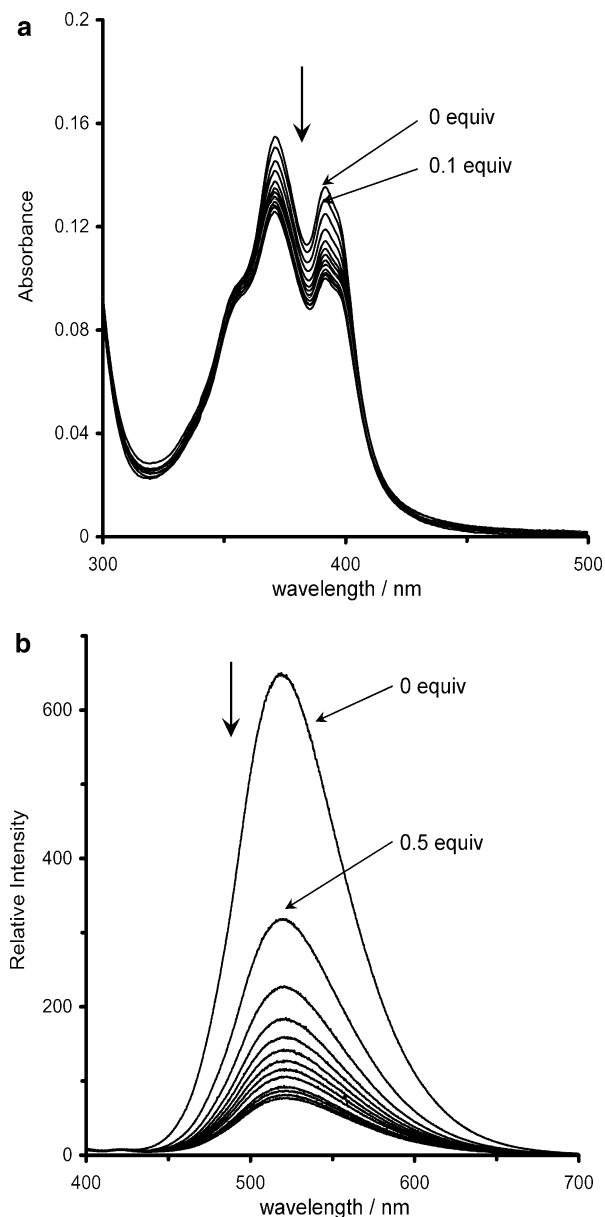 a
0.2
0.16
0.12
0.08
0.04
0
Absorbance
0 equiv
0.1 equiv
300
400
500
wavelength / nm
b
600
400
200
0
Relative Intensity
0 equiv
0.5 equiv
400
500
600
700
wavelength / nm